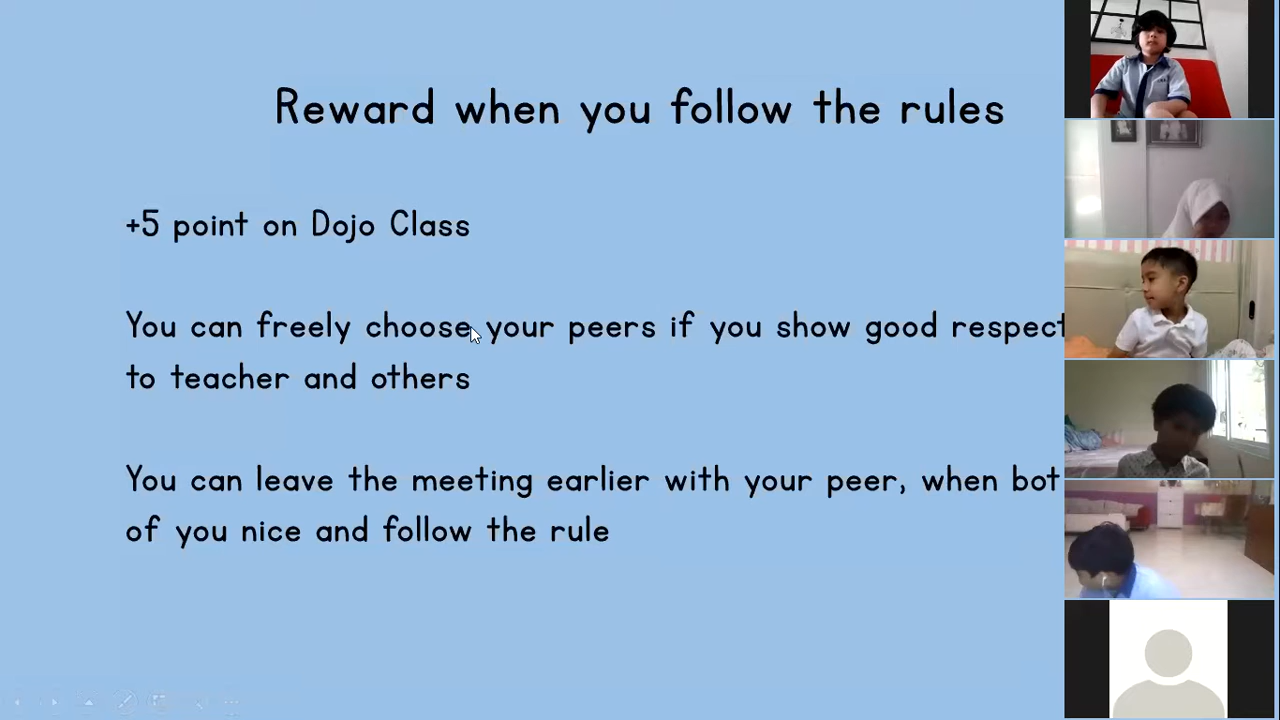 Reward when you follow the rules
+5 point on Dojo Class
You can freely choose your peers if you show good respect
to teacher and others
You can leave the meeting earlier with your peer, when bot
of you nice and follow the rule